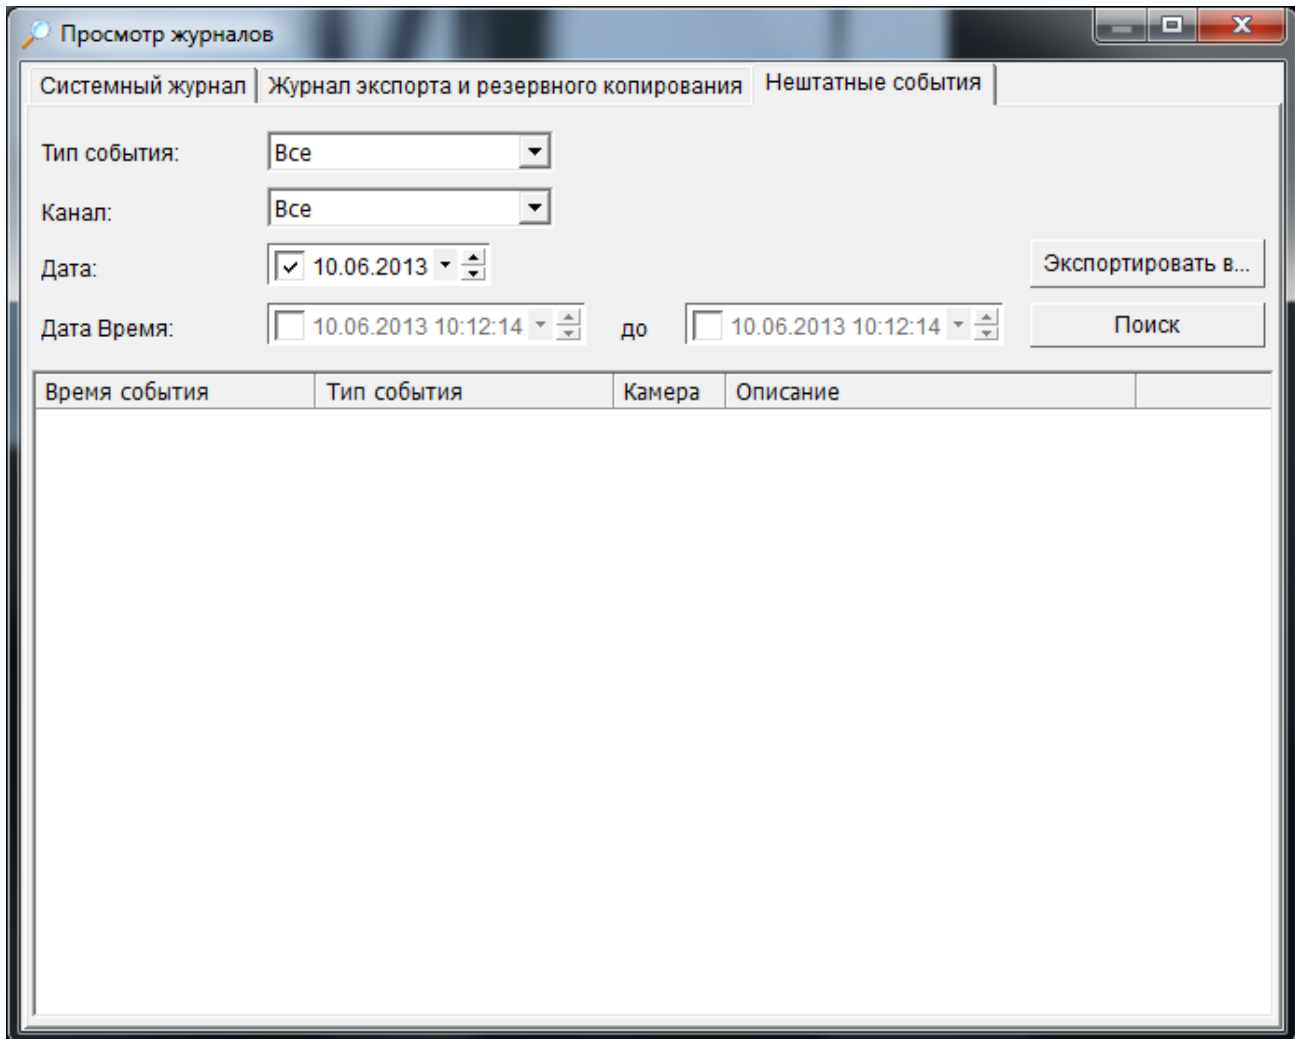 Просмотр журналов
Системный журнал Журнал экспорта и резервного копирования Нештатные события
Тип события: Все
Канал: Все
Дата: 10.06.2013 Экспортировать в...
Дата Время: 10.06.2013 10:12:14 до 10.06.2013 10:12:14 Поиск
Время события Тип события Камера Описание